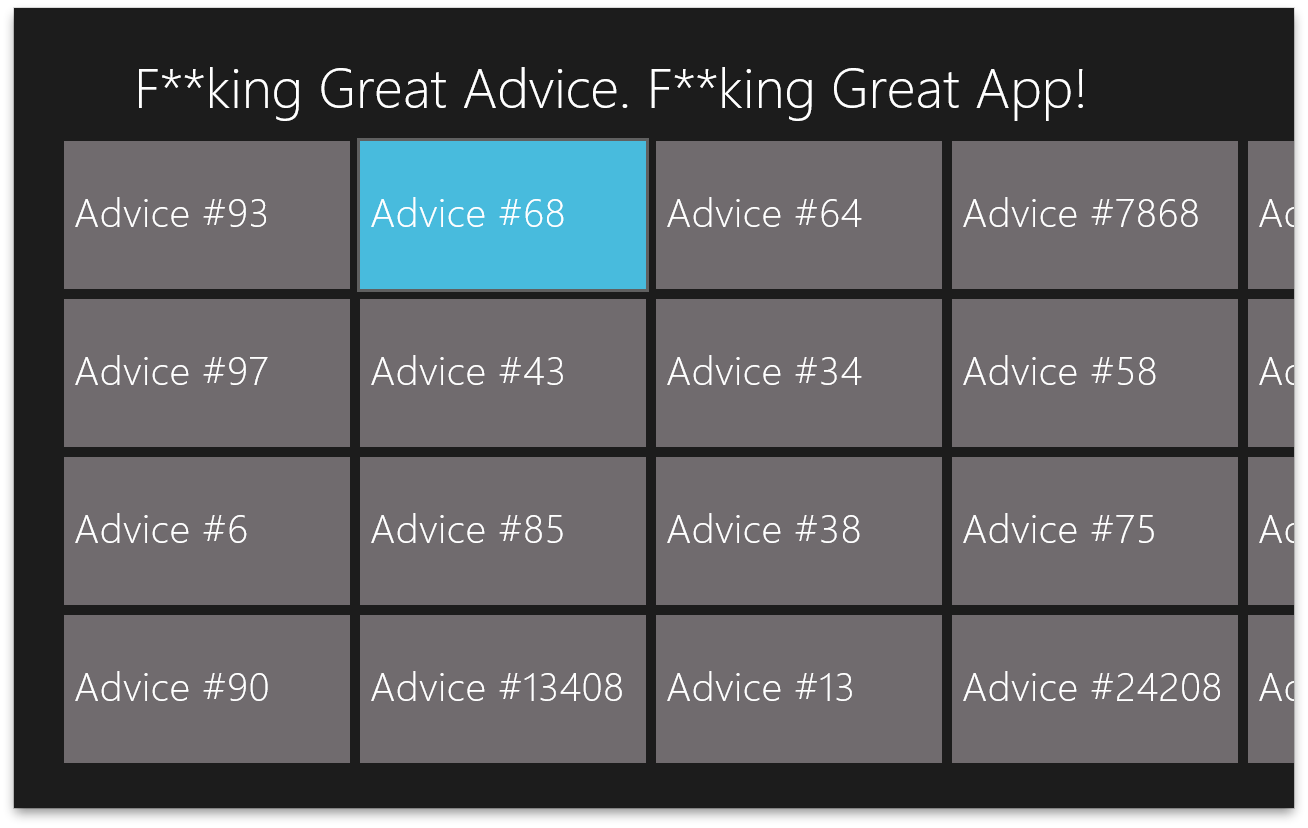 F**king Great Advice. F**king Great App!
Advice #93 Advice #68 Advice #64 Advice #7868
Advice #97 Advice #43 Advice #34 Advice #58
Advice #6 Advice #85 Advice #38 Advice #75
Advice #90 Advice #13408 Advice #13 Advice #24208